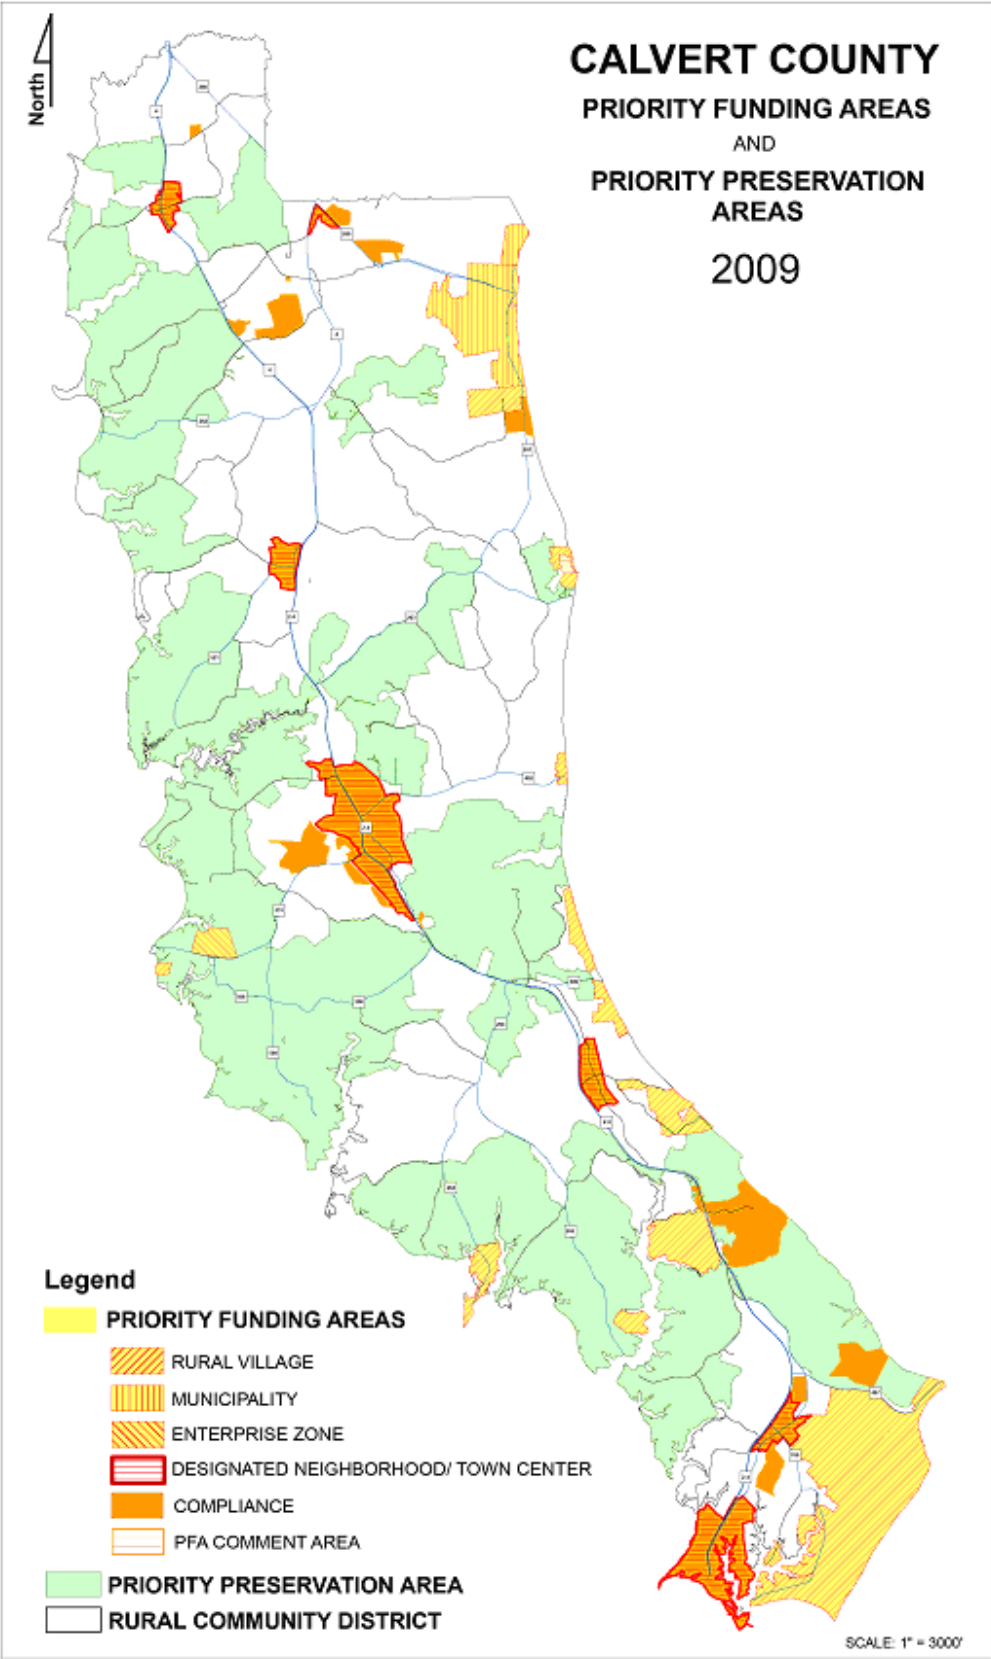 CALVERT COUNTY
PRIORITY FUNDING AREAS
AND
PRIORITY PRESERVATION
AREAS
2009
North
Legend
PRIORITY FUNDING AREAS
RURAL VILLAGE
MUNICIPALITY
ENTERPRISE ZONE
DESIGNATED NEIGHBORHOOD/ TOWN CENTER
COMPLIANCE
PFA COMMENT AREA
PRIORITY PRESERVATION AREA
RURAL COMMUNITY DISTRICT
SCALE: 1" = 3000'